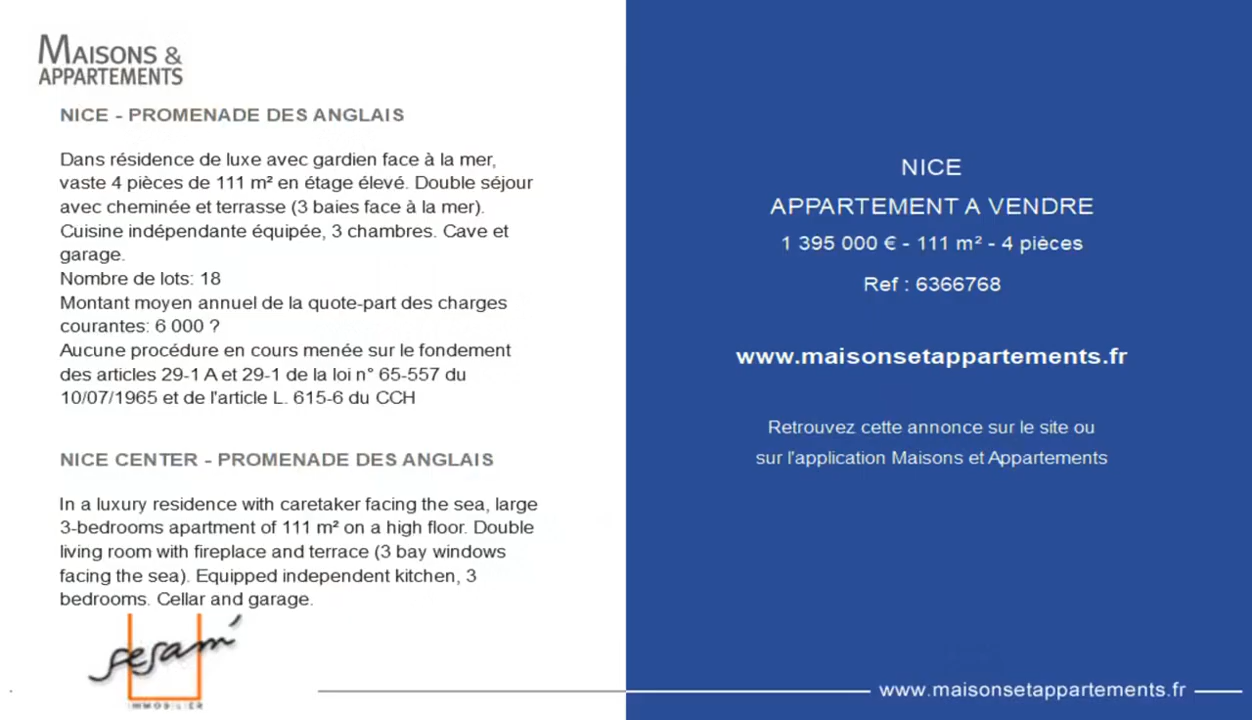 MAISONS &
APPARTEMENTS
NICE - PROMENADE DES ANGLAIS
Dans résidence de luxe avec gardien face à la mer,
vaste 4 pièces de 111 m² en étage élevé. Double séjour
avec cheminée et terrasse (3 baies face à la mer).
Cuisine indépendante équipée, 3 chambres. Cave et
garage.
Nombre de lots: 18
Montant moyen annuel de la quote-part des charges
courantes: 6 000 ?
Aucune procédure en cours menée sur le fondement
des articles 29-1 A et 29-1 de la loi n° 65-557 du
10/07/1965 et de l'article L. 615-6 du CCH
NICE CENTER - PROMENADE DES ANGLAIS
In a luxury residence with caretaker facing the sea, large
3-bedrooms apartment of 111 m² on a high floor. Double
living room with fireplace and terrace (3 bay windows
facing the sea). Equipped independent kitchen, 3
bedrooms. Cellar and garage.
sesamé
IMMOBILIER
NICE
APPARTEMENT A VENDRE
1 395 000 € - 111 m² - 4 pièces
Ref : 6366768
www.maisonsetappartements.fr
Retrouvez cette annonce sur le site ou
sur l'application Maisons et Appartements
www.maisonsetappartements.fr